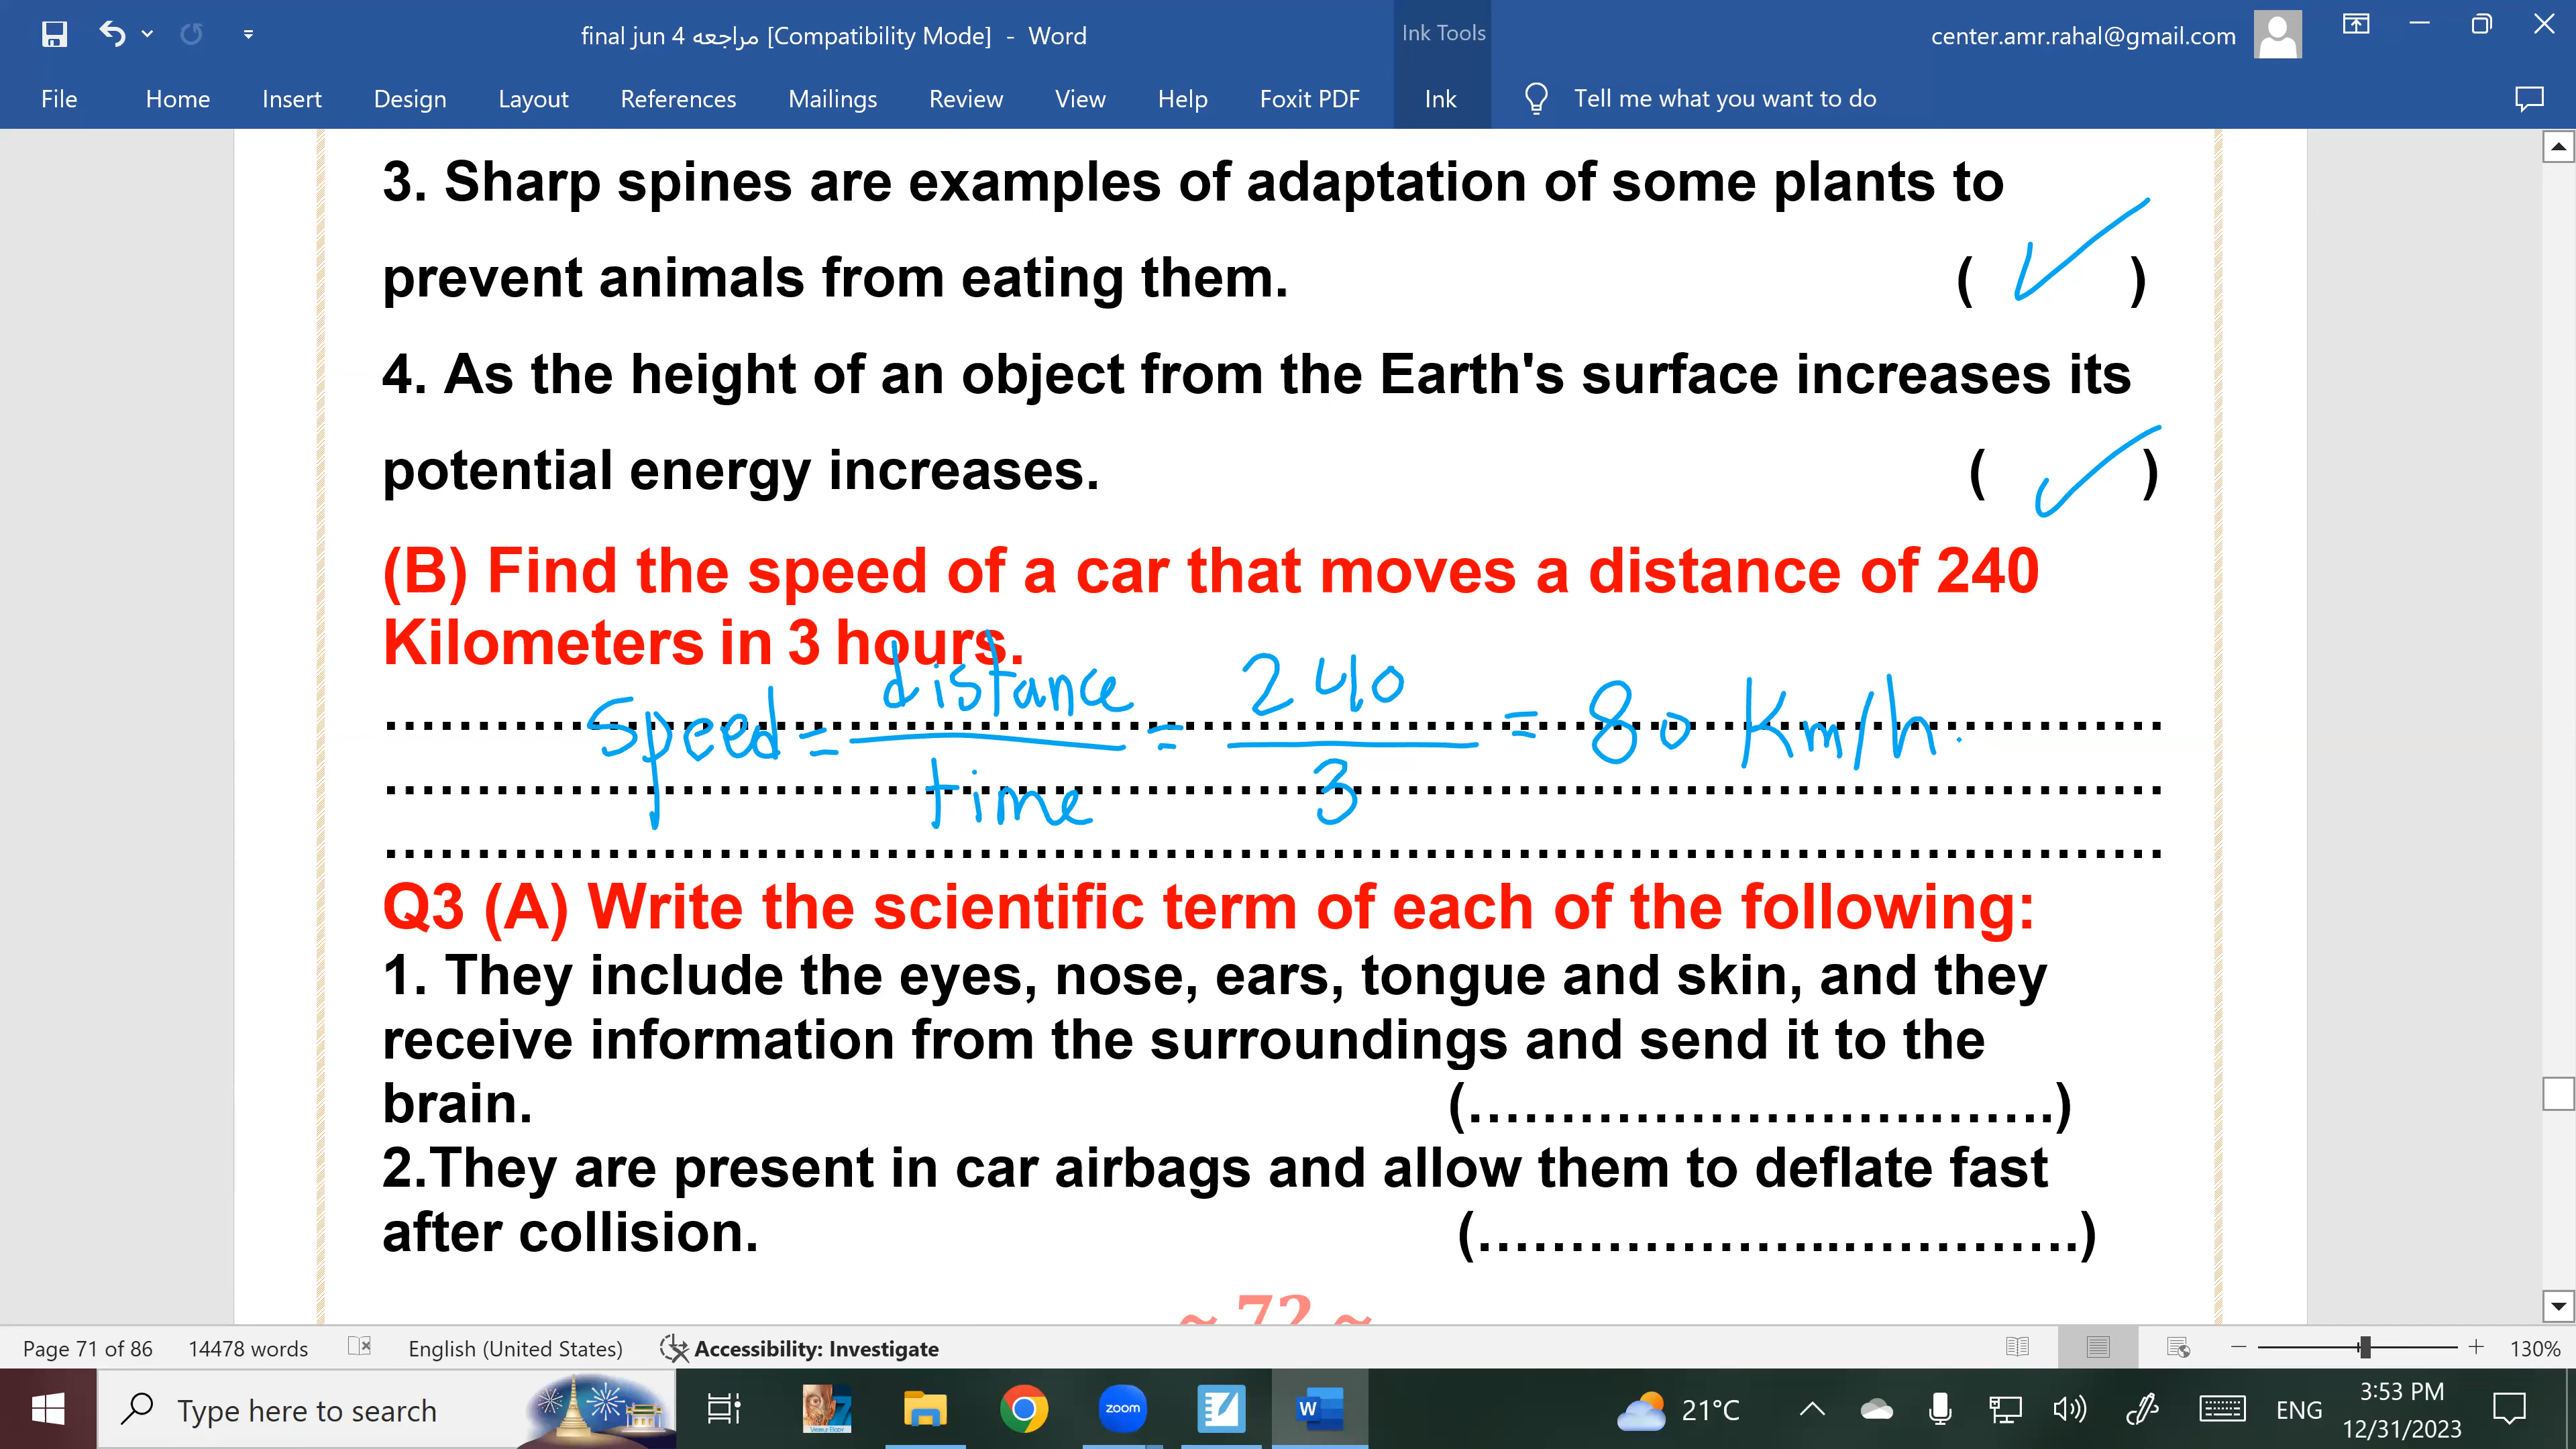 final jun 4 مراجعه [Compatibility Mode] - Word
Ink Tools
center.amr.rahal@gmail.com
File Home Insert Design Layout References Mailings Review View Help Foxit PDF Ink Tell me what you want to do
3. Sharp spines are examples of adaptation of some plants to
prevent animals from eating them. ( ✓ )
4. As the height of an object from the Earth's surface increases its
potential energy increases. ( ✓ )
(B) Find the speed of a car that moves a distance of 240
Kilometers in 3 hours.
speed = distance / time = 240 / 3 = 80 Km/h.
Q3 (A) Write the scientific term of each of the following:
1. They include the eyes, nose, ears, tongue and skin, and they
receive information from the surroundings and send it to the
brain. (................................)
2.They are present in car airbags and allow them to deflate fast
after collision. (................................)
~ 72 ~
Page 71 of 86 14478 words English (United States) Accessibility: Investigate 130%
Type here to search zoom W 21°C ENG 3:53 PM
12/31/2023